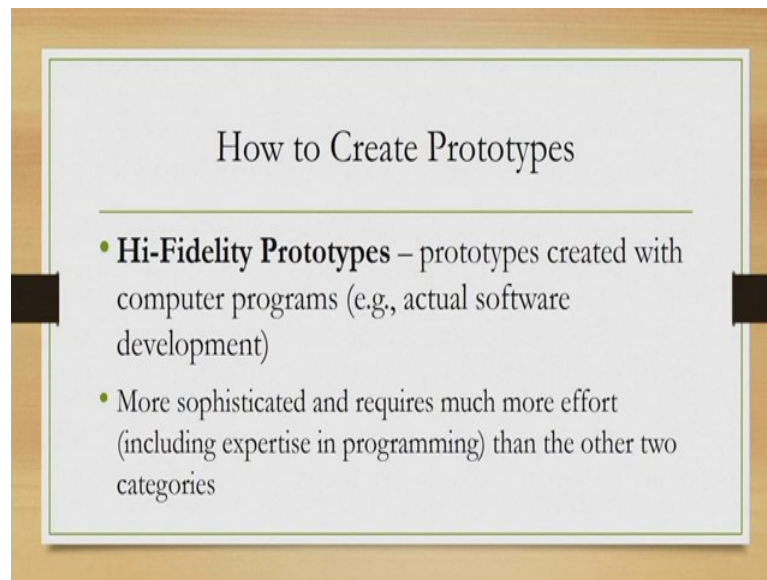 How to Create Prototypes
• Hi-Fidelity Prototypes – prototypes created with
computer programs (e.g., actual software
development)
• More sophisticated and requires much more effort
(including expertise in programming) than the other two
categories